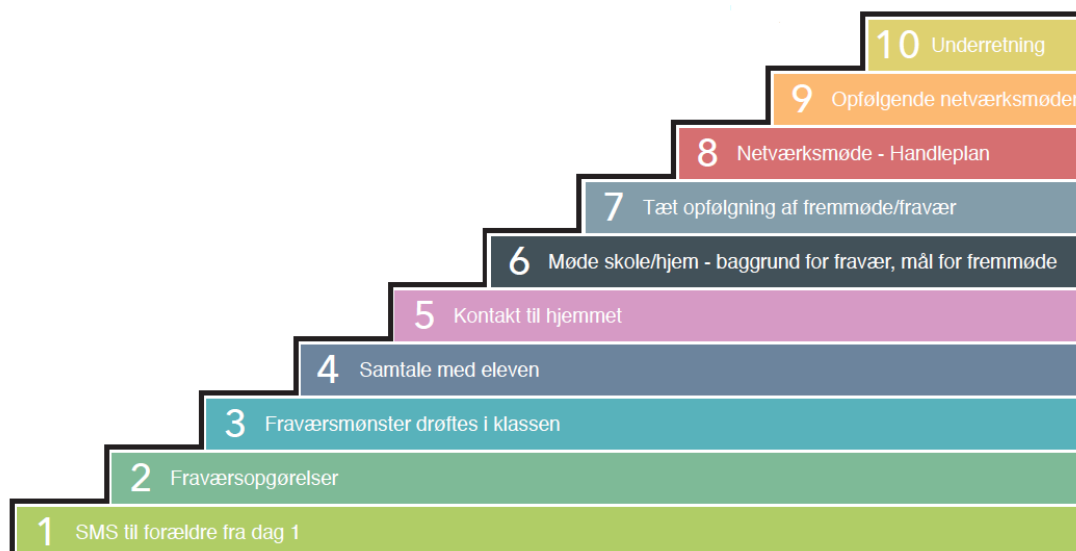 10 Underretning
9 Opfølgende netværksmøder
8 Netværksmøde - Handleplan
7 Tæt opfølgning af fremmøde/fravær
6 Møde skole/hjem - baggrund for fravær, mål for fremmøde
5 Kontakt til hjemmet
4 Samtale med eleven
3 Fraværsmønster drøftes i klassen
2 Fraværsopgørelser
1 SMS til forældre fra dag 1